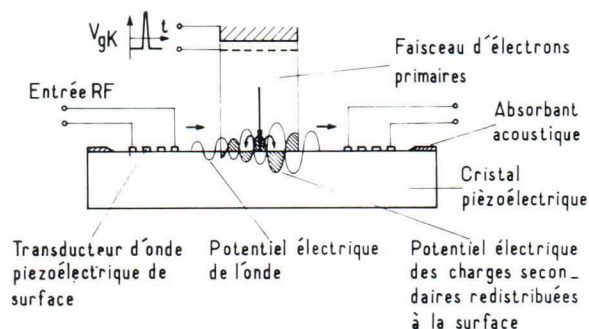 VgK
t
Faisceau d'électrons
primaires
Entrée RF
Absorbant
acoustique
Cristal
pièzoélectrique
Transducteur d'onde
piezoélectrique de
surface
Potentiel électrique
de l'onde
Potentiel électrique
des charges secon_
daires redistribuées
à la surface